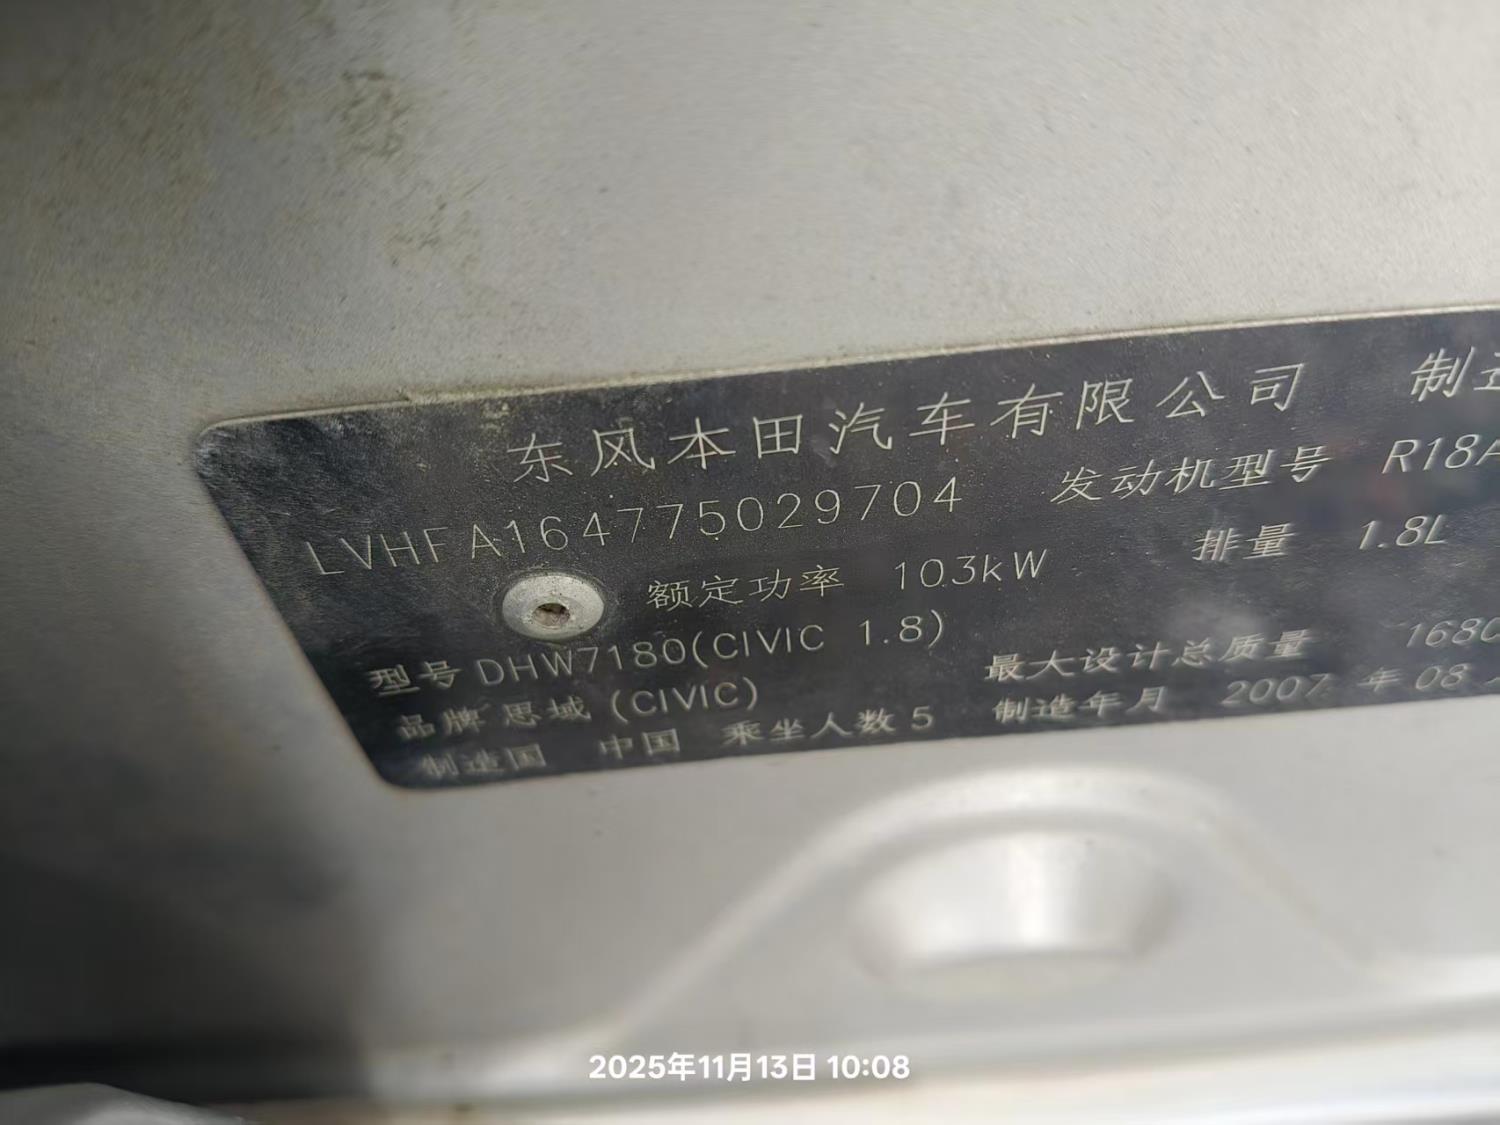 东风本田汽车有限公司 制造
LVHFA164775029704 发动机型号 R18A
额定功率 103kW 排量 1.8L
型号 DHW7180(CIVIC 1.8) 最大设计总质量 1680
品牌 思域 (CIVIC) 制造年月 2007 年 08
制造国 中国 乘坐人数 5
2025年11月13日 10:08